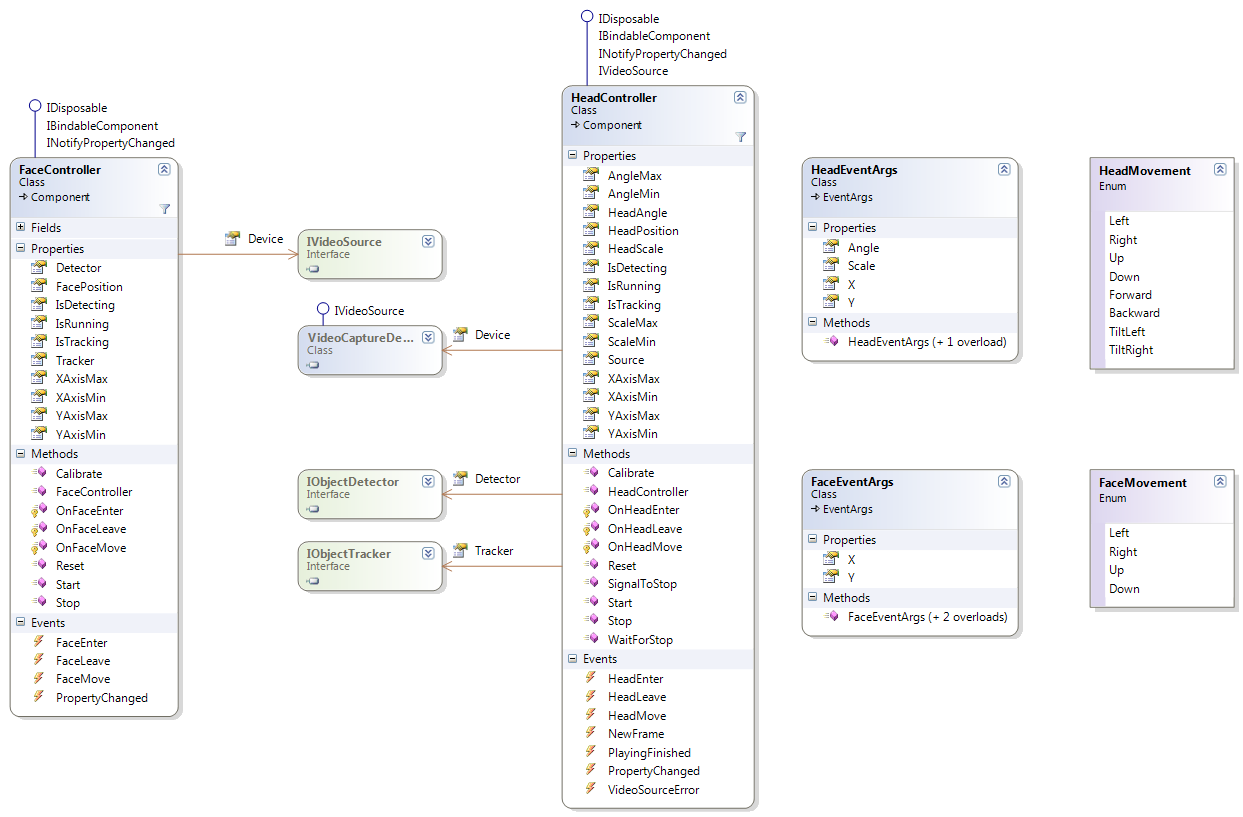 IDisposable
IBindableComponent
INotifyPropertyChanged
FaceController
Class
Component
Fields
Properties
Detector
FacePosition
IsDetecting
IsRunning
IsTracking
Tracker
XAxisMax
XAxisMin
YAxisMax
YAxisMin
Methods
Calibrate
FaceController
OnFaceEnter
OnFaceLeave
OnFaceMove
Reset
Start
Stop
Events
FaceEnter
FaceLeave
FaceMove
PropertyChanged
Device
IVideoSource
Interface
IVideoSource
VideoCaptureDe...
Class
Device
IObjectDetector
Interface
Detector
IObjectTracker
Interface
Tracker
IDisposable
IBindableComponent
INotifyPropertyChanged
IVideoSource
HeadController
Class
Component
Properties
AngleMax
AngleMin
HeadAngle
HeadPosition
HeadScale
IsDetecting
IsRunning
IsTracking
ScaleMax
ScaleMin
Source
XAxisMax
XAxisMin
YAxisMax
YAxisMin
Methods
Calibrate
HeadController
OnHeadEnter
OnHeadLeave
OnHeadMove
Reset
SignalToStop
Start
Stop
WaitForStop
Events
HeadEnter
HeadLeave
HeadMove
NewFrame
PlayingFinished
PropertyChanged
VideoSourceError
HeadEventArgs
Class
EventArgs
Properties
Angle
Scale
X
Y
Methods
HeadEventArgs (+ 1 overload)
HeadMovement
Enum
Left
Right
Up
Down
Forward
Backward
TiltLeft
TiltRight
FaceEventArgs
Class
EventArgs
Properties
X
Y
Methods
FaceEventArgs (+ 2 overloads)
FaceMovement
Enum
Left
Right
Up
Down